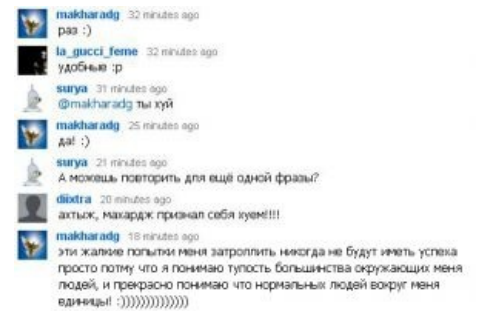 makharadg 32 minutes ago
раз :)
la_gucci_feme 32 minutes ago
удобные :p
surya 31 minutes ago
@makharadg ты хуй
makharadg 25 minutes ago
да! :)
surya 21 minutes ago
А можешь повторить для ещё одной фразы?
diixtra 20 minutes ago
ахтыж, махардж признал себя хуем!!!!
makharadg 18 minutes ago
эти жалкие попытки меня затроллить никогда не будут иметь успеха
просто потму что я понимаю тупость большинства окружающих меня
людей, и прекрасно понимаю что нормальных людей вокруг меня
единицы! :))))))))))))))